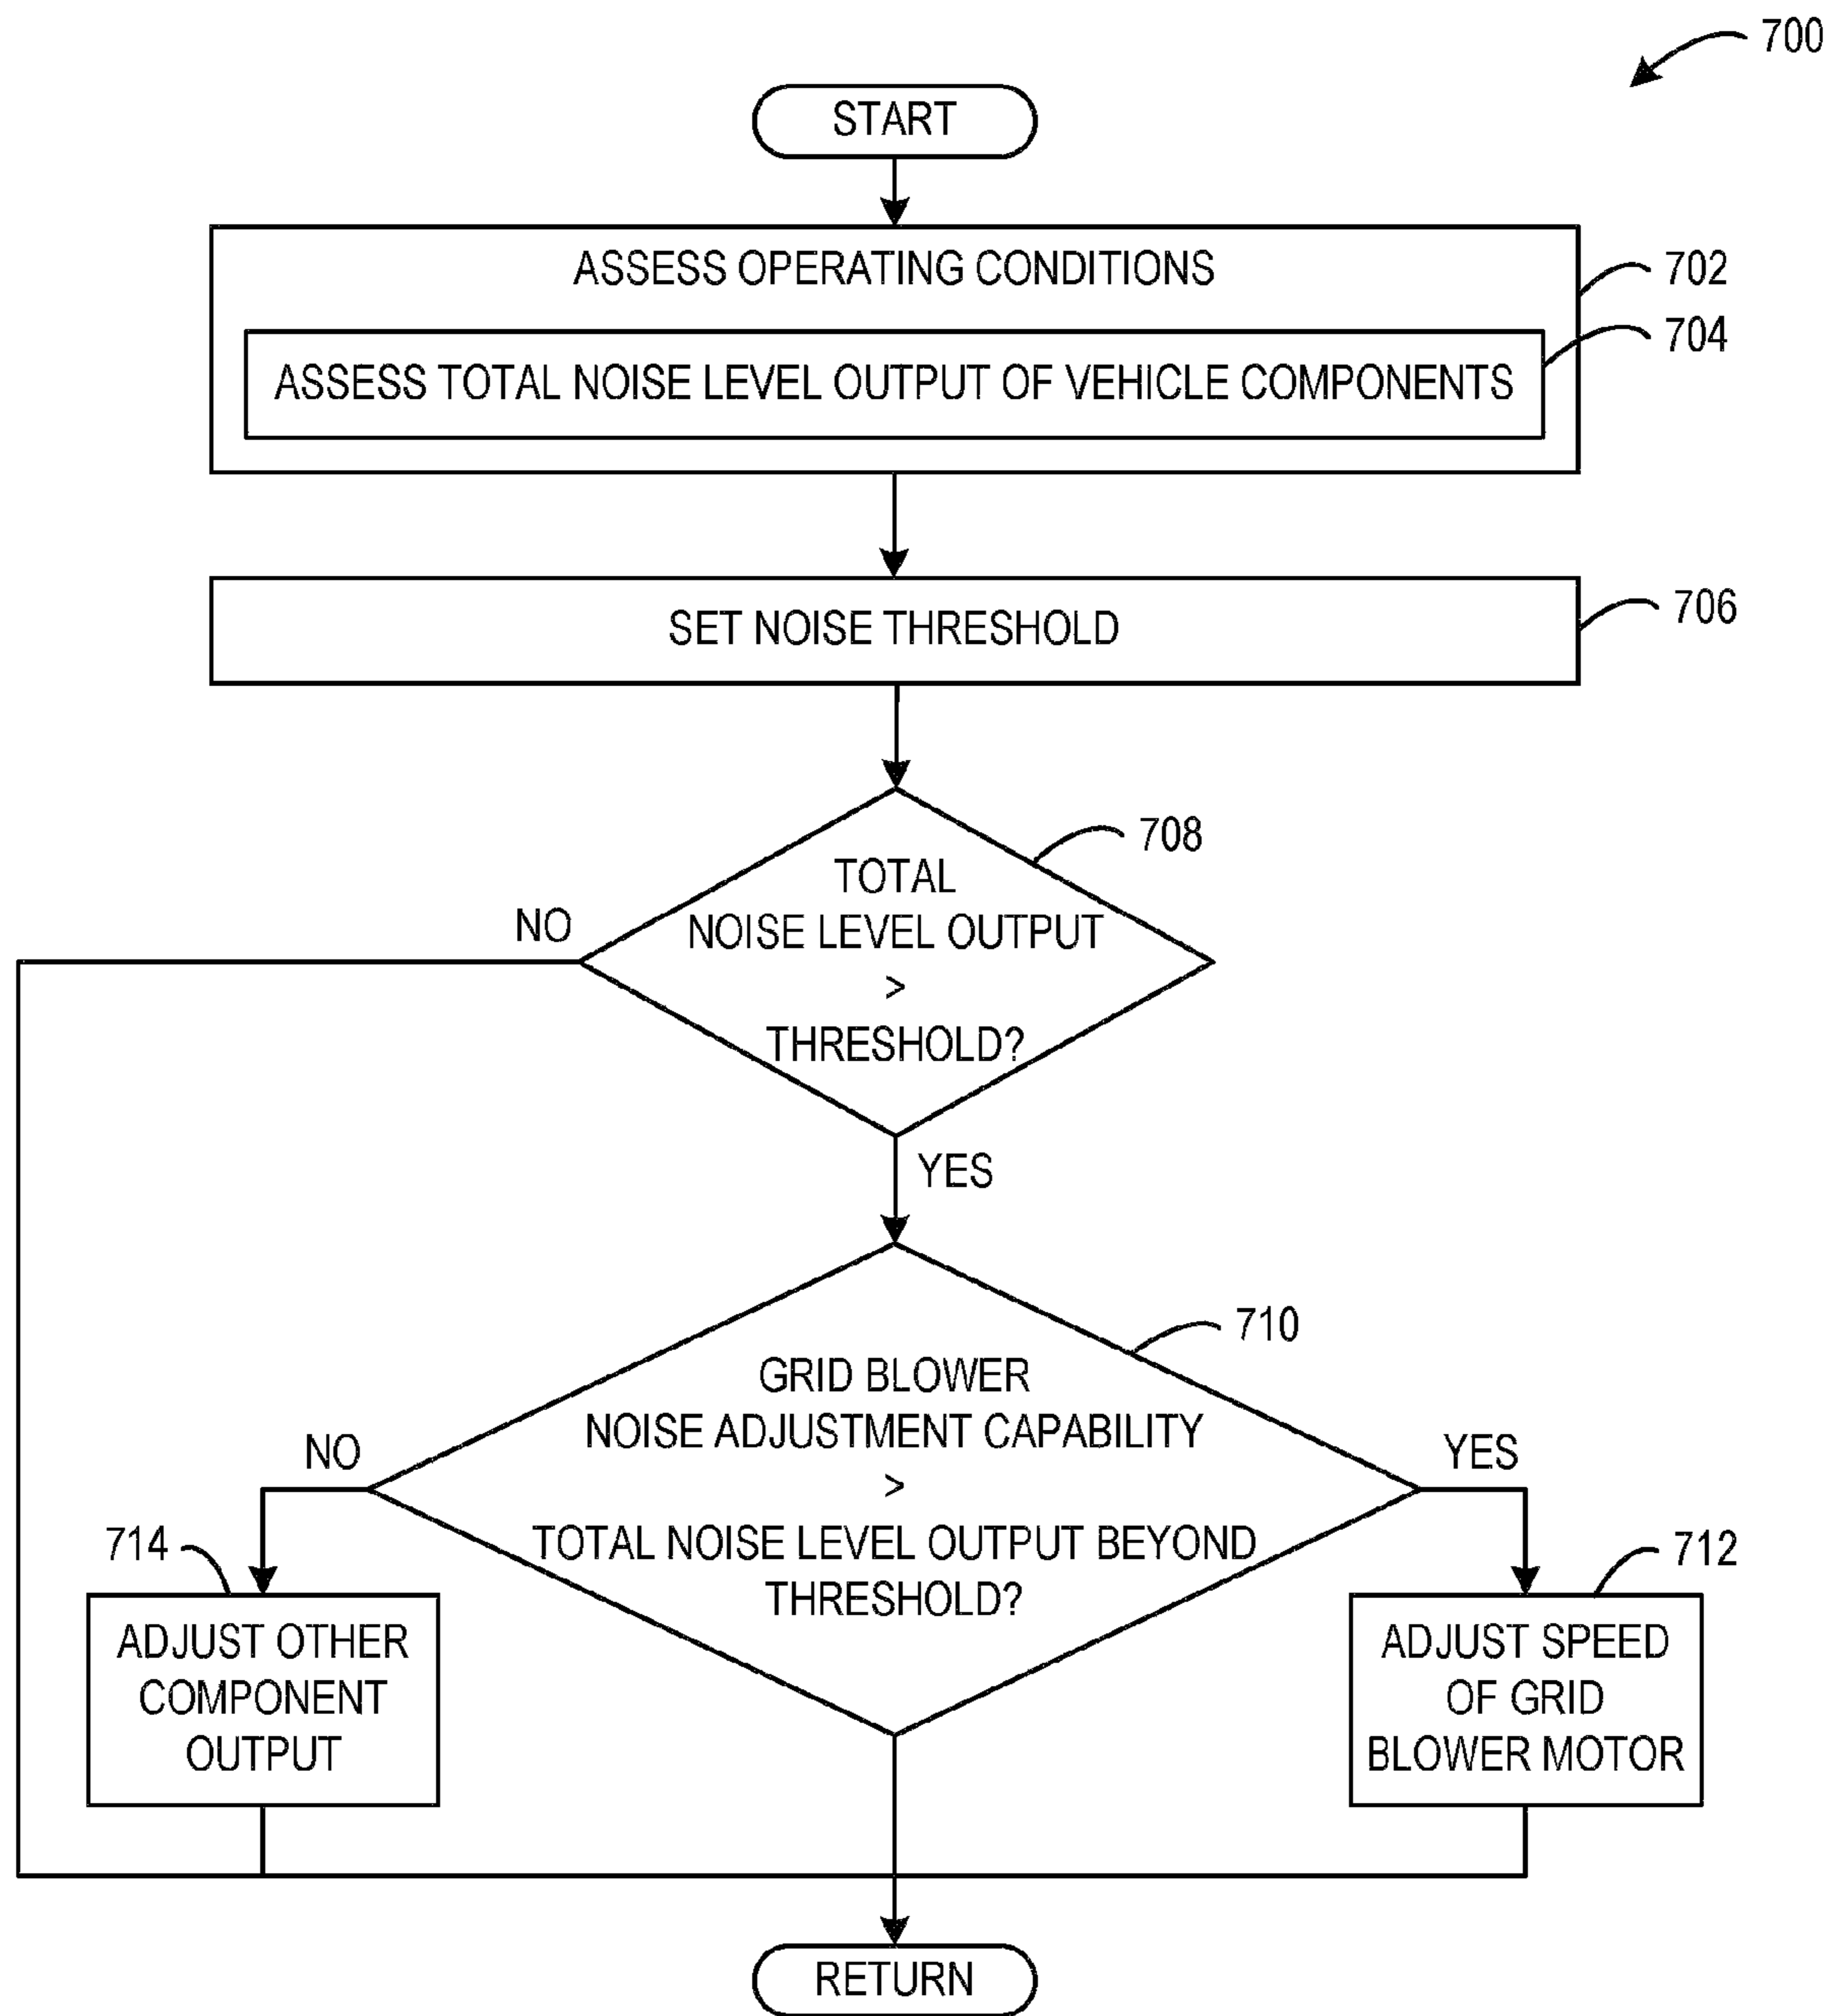 700
START
ASSESS OPERATING CONDITIONS
702
ASSESS TOTAL NOISE LEVEL OUTPUT OF VEHICLE COMPONENTS
704
SET NOISE THRESHOLD
706
708
TOTAL
NOISE LEVEL OUTPUT
>
THRESHOLD?
NO
YES
710
GRID BLOWER
NOISE ADJUSTMENT CAPABILITY
>
TOTAL NOISE LEVEL OUTPUT BEYOND
THRESHOLD?
NO
YES
714
ADJUST OTHER
COMPONENT
OUTPUT
712
ADJUST SPEED
OF GRID
BLOWER MOTOR
RETURN